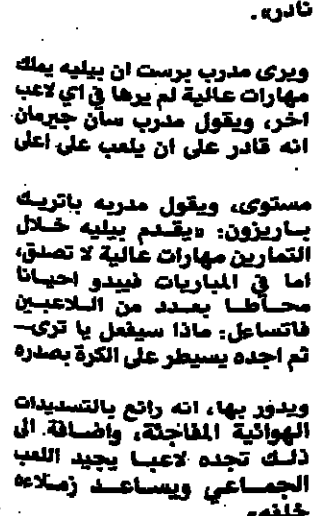 نادر».
ويرى مدرب برست ان بيليه يملك
مهارات عالية لم يرها في اي لاعب
اخر، ويقول مدرب سان جيرمان
انه قادر على ان يلعب على اعلى
مستوى، ويقول مدربه باتريك
باريزون: «يقدم بيليه خلال
التمارين مهارات عالية لا تصدق،
اما في المباريات فيبدو احيانا
محاطا بعدد من اللاعبين
فاتساءل: ماذا سيفعل يا ترى—
ثم اجده يسيطر على الكرة بصدره
ويدور بها، انه رائع بالتسديدات
الهوائية المفاجئة، واضافة الى
ذلك تجده لاعبا يجيد اللعب
الجماعي ويساعد زملاءه
خلفه»